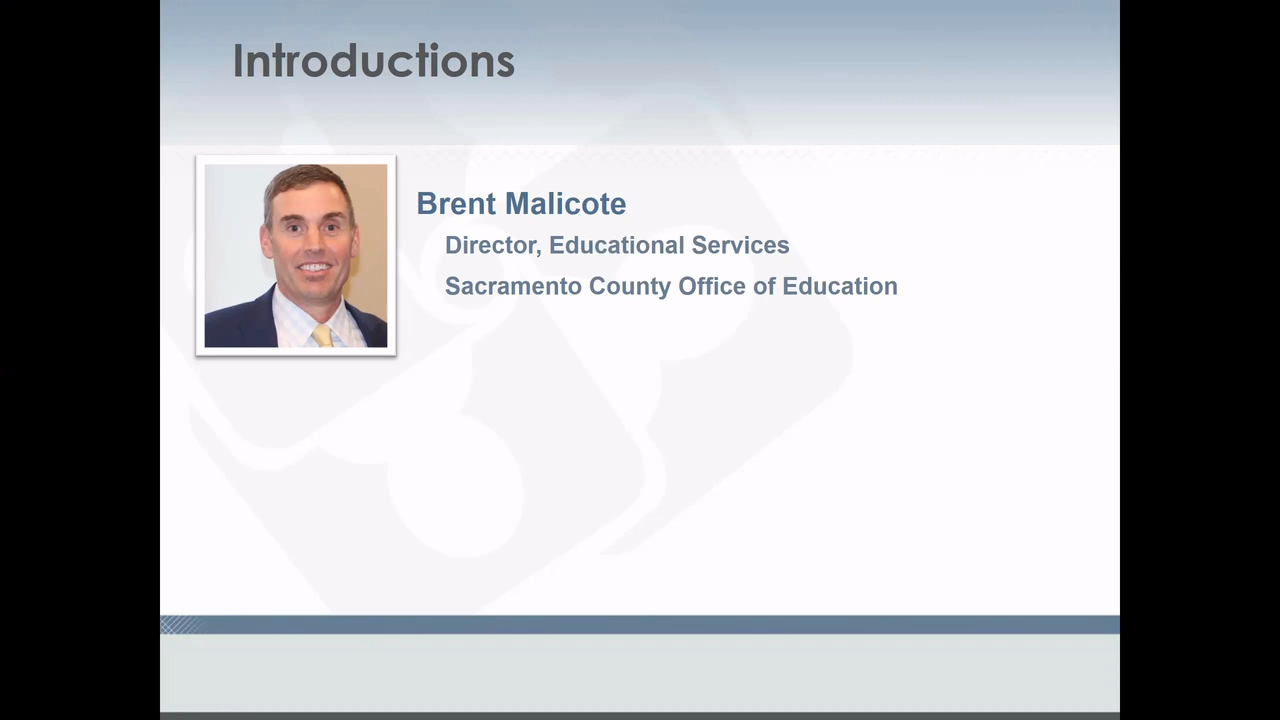 Introductions
Brent Malicote
Director, Educational Services
Sacramento County Office of Education